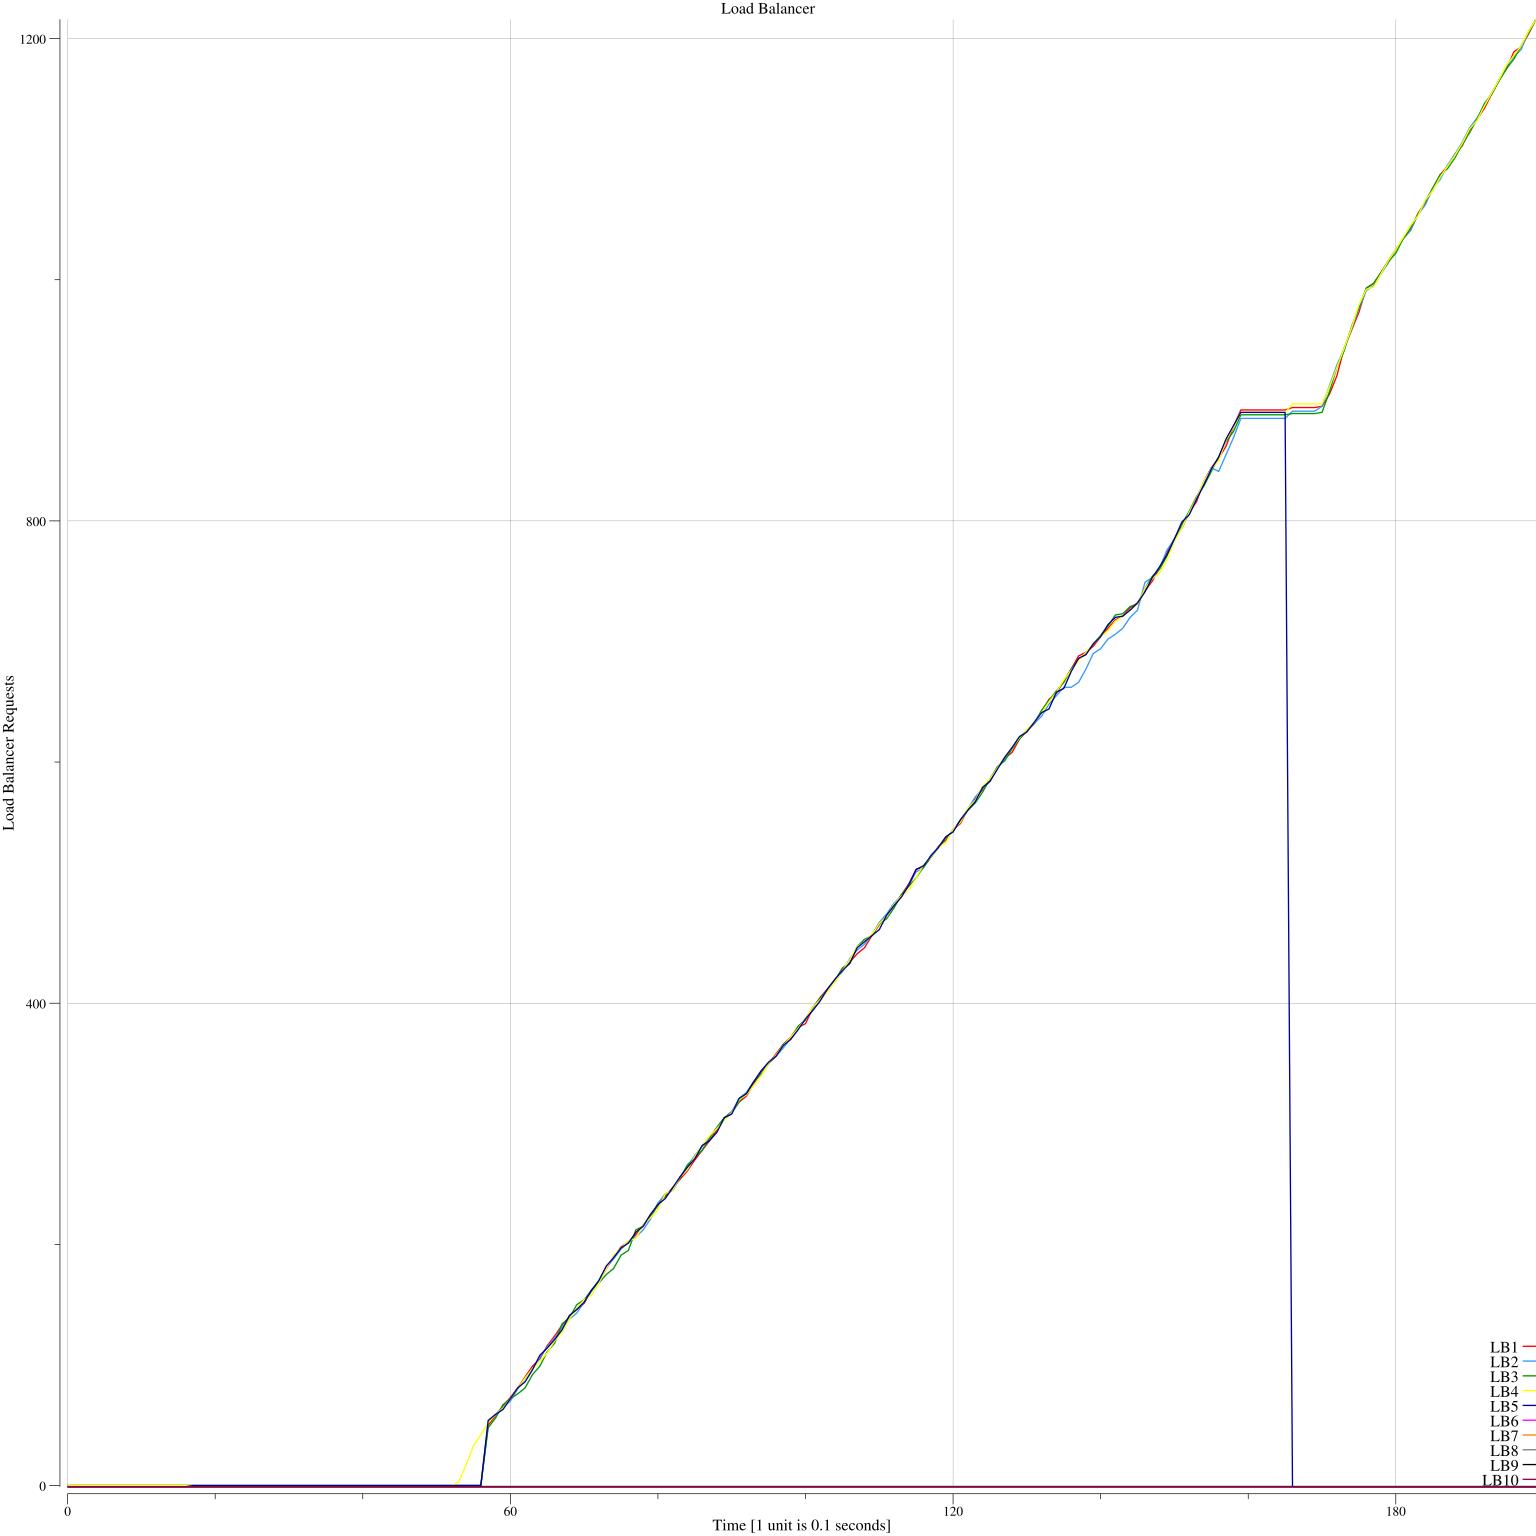 Load Balancer
1200
800
400
0
Load Balancer Requests
0 60 120 180
Time [1 unit is 0.1 seconds]
LB1
LB2
LB3
LB4
LB5
LB6
LB7
LB8
LB9
LB10